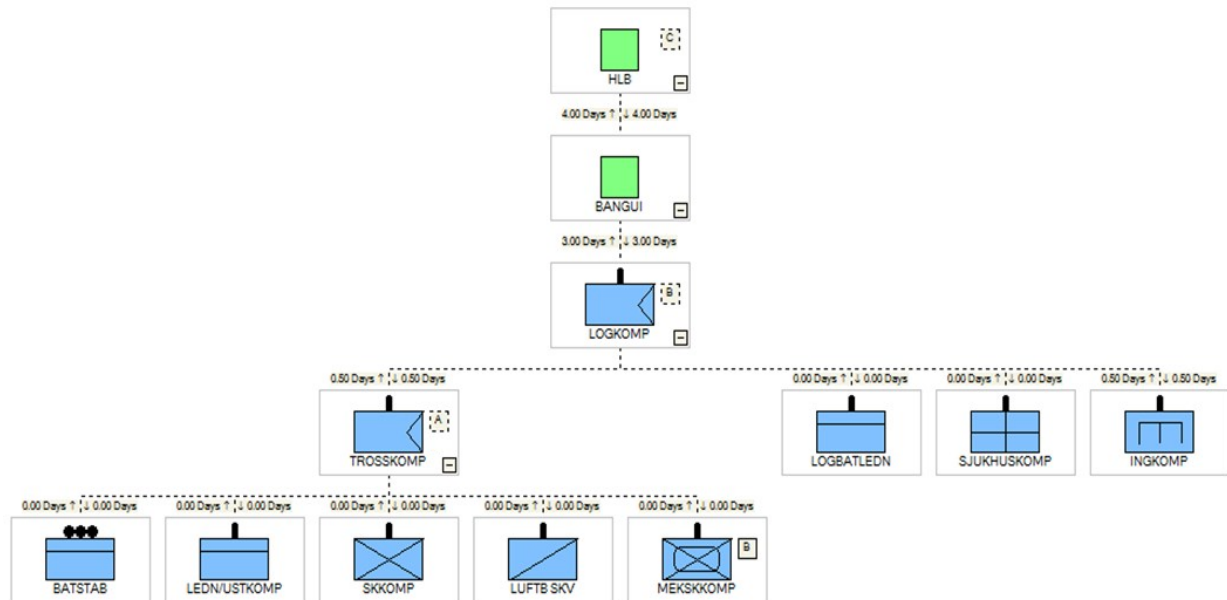 C
HLB
4.00 Days ↑ ↓ 4.00 Days
BANGUI
3.00 Days ↑ ↓ 3.00 Days
B
LOGKOMP
0.50 Days ↑ ↓ 0.50 Days 0.00 Days ↑ ↓ 0.00 Days 0.00 Days ↑ ↓ 0.00 Days 0.50 Days ↑ ↓ 0.50 Days
A
TROSSKOMP LOGBATLEDN SJUKHUSKOMP INGKOMP
0.00 Days ↑ ↓ 0.00 Days 0.00 Days ↑ ↓ 0.00 Days 0.00 Days ↑ ↓ 0.00 Days 0.00 Days ↑ ↓ 0.00 Days 0.00 Days ↑ ↓ 0.00 Days
B
BATSTAB LEDN/USTKOMP SKKOMP LUFTB SKV MEKSKKOMP